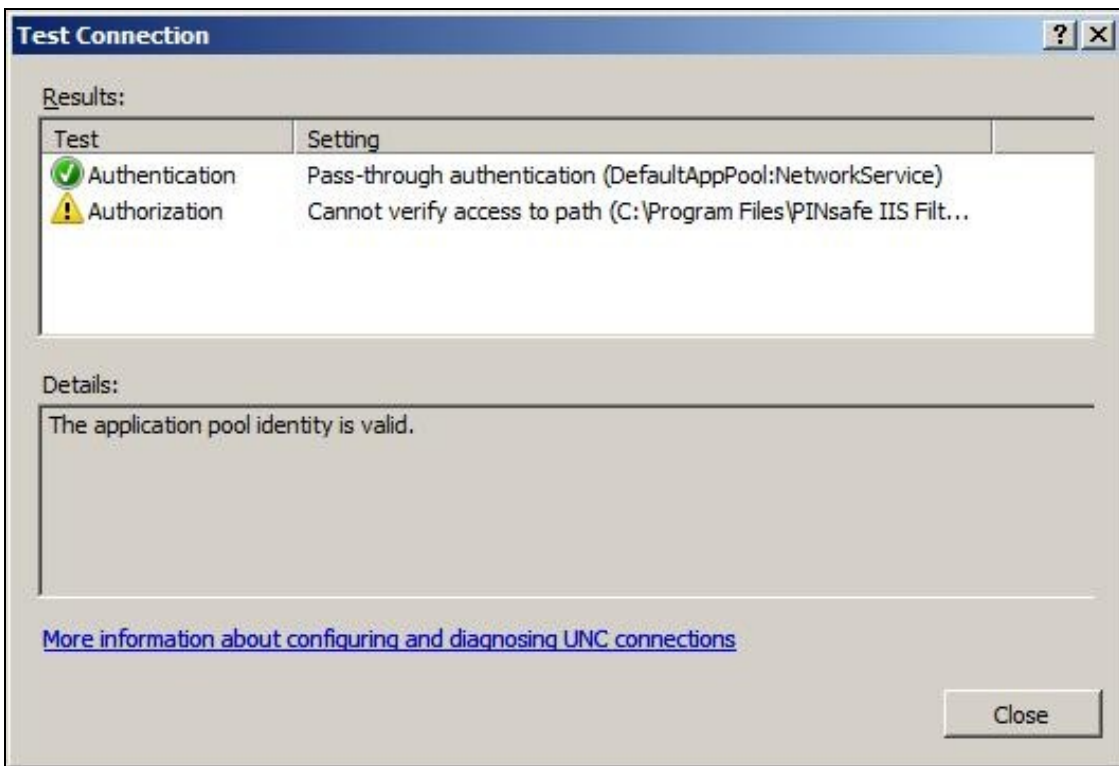 Test Connection
Results:
Test Setting
Authentication Pass-through authentication (DefaultAppPool:NetworkService)
Authorization Cannot verify access to path (C:\Program Files\PINsafe IIS Filt...
Details:
The application pool identity is valid.
More information about configuring and diagnosing UNC connections
Close